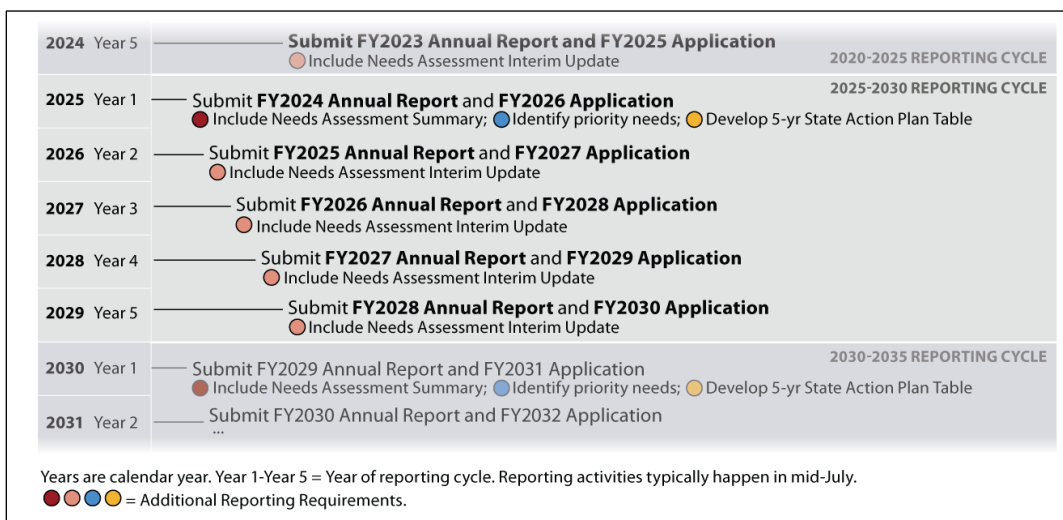 2024 Year 5 Submit FY2023 Annual Report and FY2025 Application
Include Needs Assessment Interim Update 2020-2025 REPORTING CYCLE
2025-2030 REPORTING CYCLE
2025 Year 1 Submit FY2024 Annual Report and FY2026 Application
Include Needs Assessment Summary; Identify priority needs; Develop 5-yr State Action Plan Table
2026 Year 2 Submit FY2025 Annual Report and FY2027 Application
Include Needs Assessment Interim Update
2027 Year 3 Submit FY2026 Annual Report and FY2028 Application
Include Needs Assessment Interim Update
2028 Year 4 Submit FY2027 Annual Report and FY2029 Application
Include Needs Assessment Interim Update
2029 Year 5 Submit FY2028 Annual Report and FY2030 Application
Include Needs Assessment Interim Update
2030-2035 REPORTING CYCLE
2030 Year 1 Submit FY2029 Annual Report and FY2031 Application
Include Needs Assessment Summary; Identify priority needs; Develop 5-yr State Action Plan Table
2031 Year 2 Submit FY2030 Annual Report and FY2032 Application
...
Years are calendar year. Year 1-Year 5 = Year of reporting cycle. Reporting activities typically happen in mid-July.
= Additional Reporting Requirements.